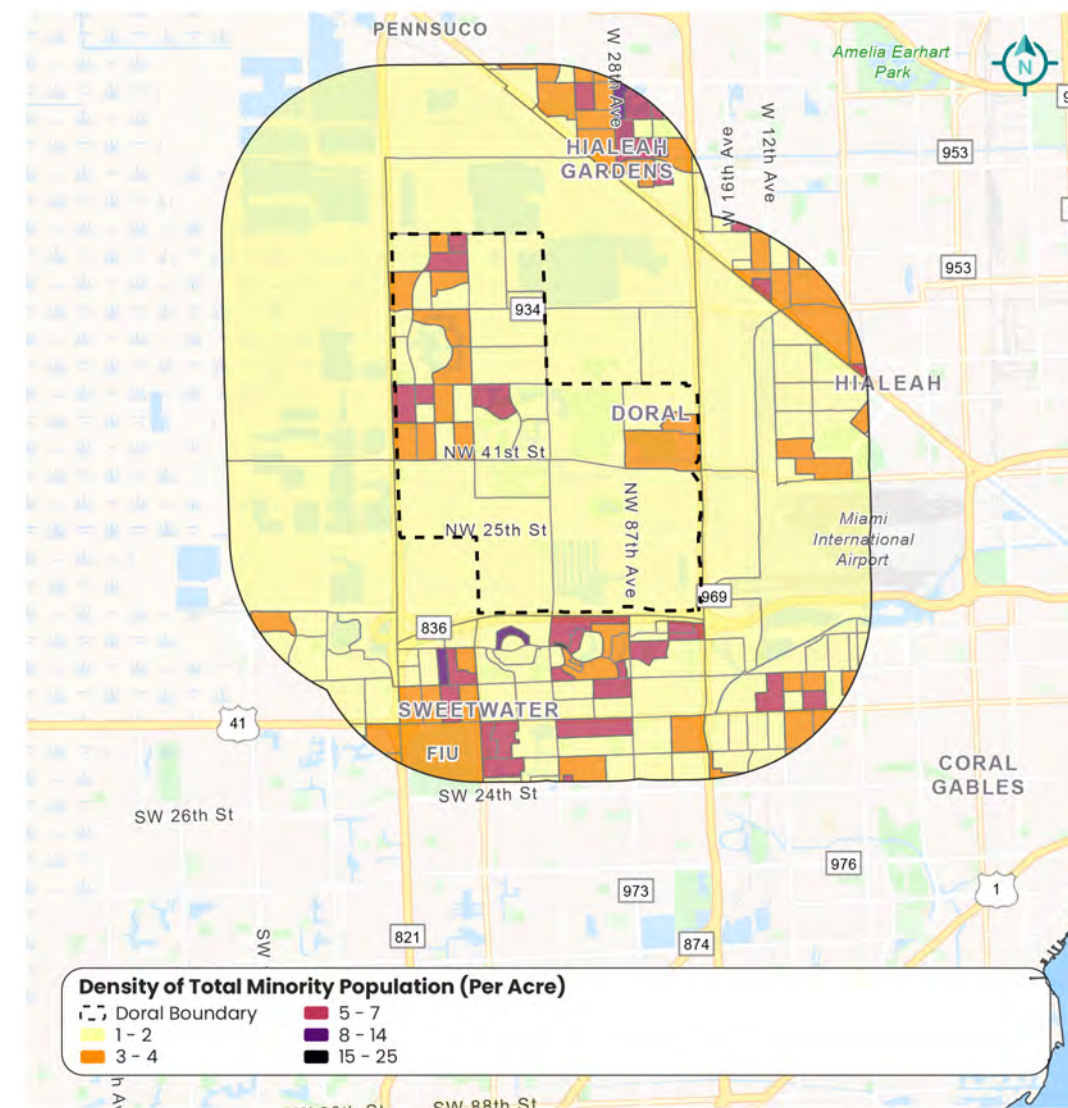 PENNSUCO
W 28th Ave
Amelia Earhart
Park
N
W 19th Ave
W 12th Ave
953
HIALEAH
GARDENS
953
934
HIALEAH
DORAL
NW 41st St
NW 87th Ave
NW 25th St
Miami
International
Airport
969
836
SWEETWATER
41
FIU
CORAL
GABLES
SW 24th St
SW 26th St
976
973
1
SW
821
874
Density of Total Minority Population (Per Acre)
Doral Boundary
1 - 2
3 - 4
5 - 7
8 - 14
15 - 25
SW 88th St